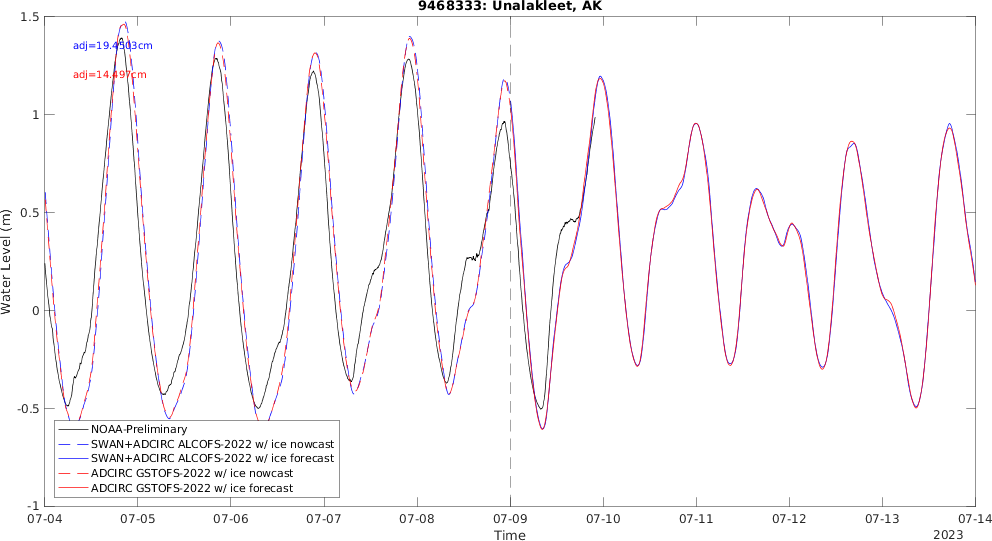 9468333: Unalakleet, AK
adj=19.4503cm
adj=14.497cm
Water Level (m)
1.5
1
0.5
0
-0.5
-1
NOAA-Preliminary
SWAN+ADCIRC ALCOFS-2022 w/ ice nowcast
SWAN+ADCIRC ALCOFS-2022 w/ ice forecast
ADCIRC GSTOFS-2022 w/ ice nowcast
ADCIRC GSTOFS-2022 w/ ice forecast
07-04 07-05 07-06 07-07 07-08 07-09 07-10 07-11 07-12 07-13 07-14
Time
2023